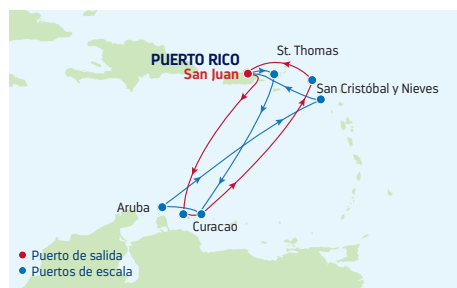 St. Thomas
PUERTO RICO
San Juan
San Cristóbal y Nieves
Aruba
Curacao
Puerto de salida
Puertos de escala